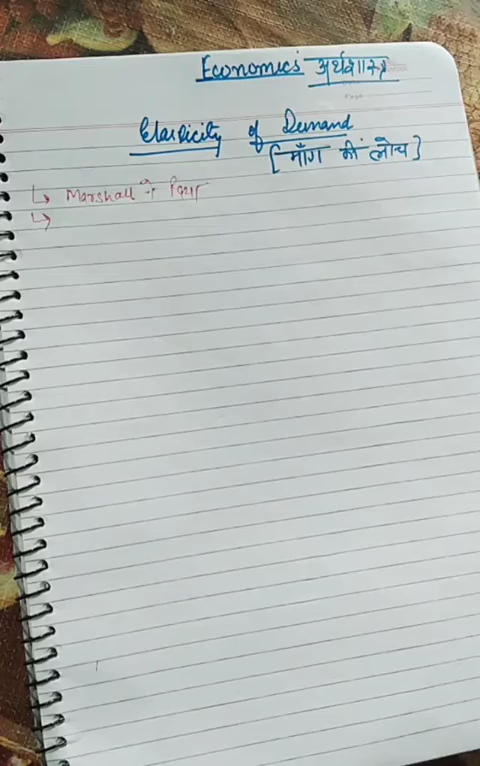 Economics अर्थशास्त्र
Elasticity of Demand
[माँग की लोच]
↳ Marshall ने दिया
↳